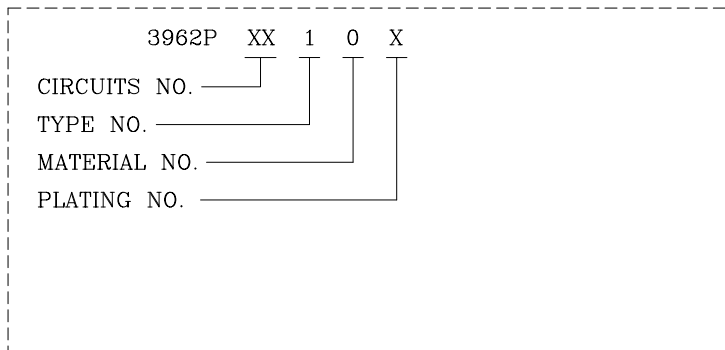 3962P XX 1 0 X
CIRCUITS NO.
TYPE NO.
MATERIAL NO.
PLATING NO.